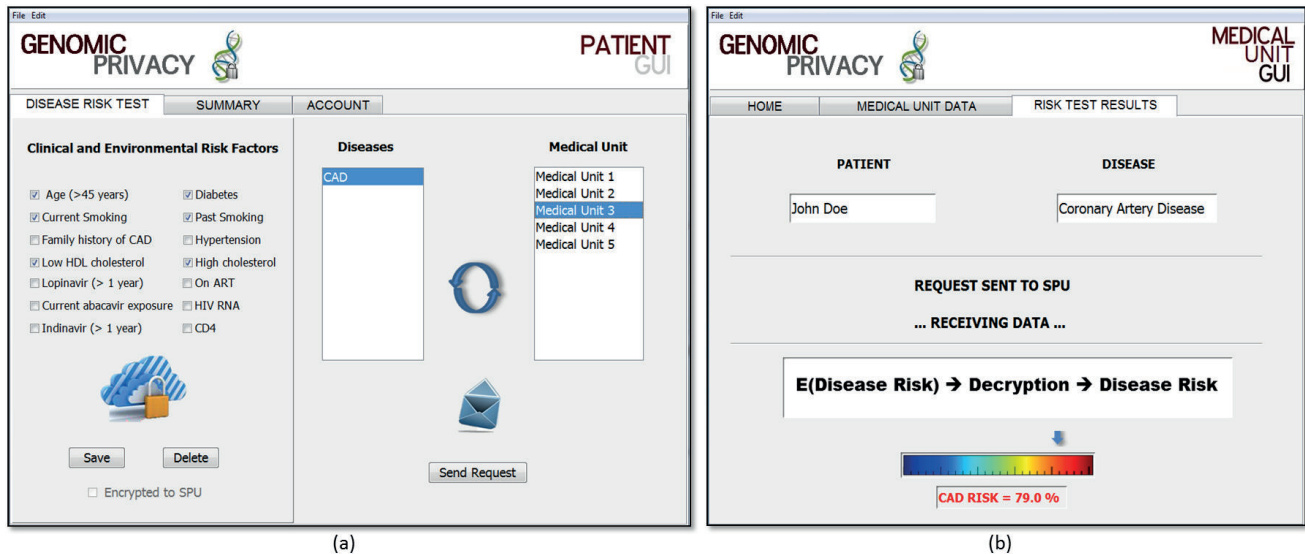 File Edit
GENOMIC
PRIVACY
PATIENT
GUI
DISEASE RISK TEST
SUMMARY
ACCOUNT
Clinical and Environmental Risk Factors
Age (>45 years)
Diabetes
Current Smoking
Past Smoking
Family history of CAD
Hypertension
Low HDL cholesterol
High cholesterol
Lopinavir (> 1 year)
On ART
Current abacavir exposure
HIV RNA
Indinavir (> 1 year)
CD4
Save
Delete
Encrypted to SPU
Diseases
CAD
Medical Unit
Medical Unit 1
Medical Unit 2
Medical Unit 3
Medical Unit 4
Medical Unit 5
Send Request
(a)
File Edit
GENOMIC
PRIVACY
MEDICAL
UNIT
GUI
HOME
MEDICAL UNIT DATA
RISK TEST RESULTS
PATIENT
DISEASE
John Doe
Coronary Artery Disease
REQUEST SENT TO SPU
... RECEIVING DATA ...
E(Disease Risk) → Decryption → Disease Risk
CAD RISK = 79.0 %
(b)